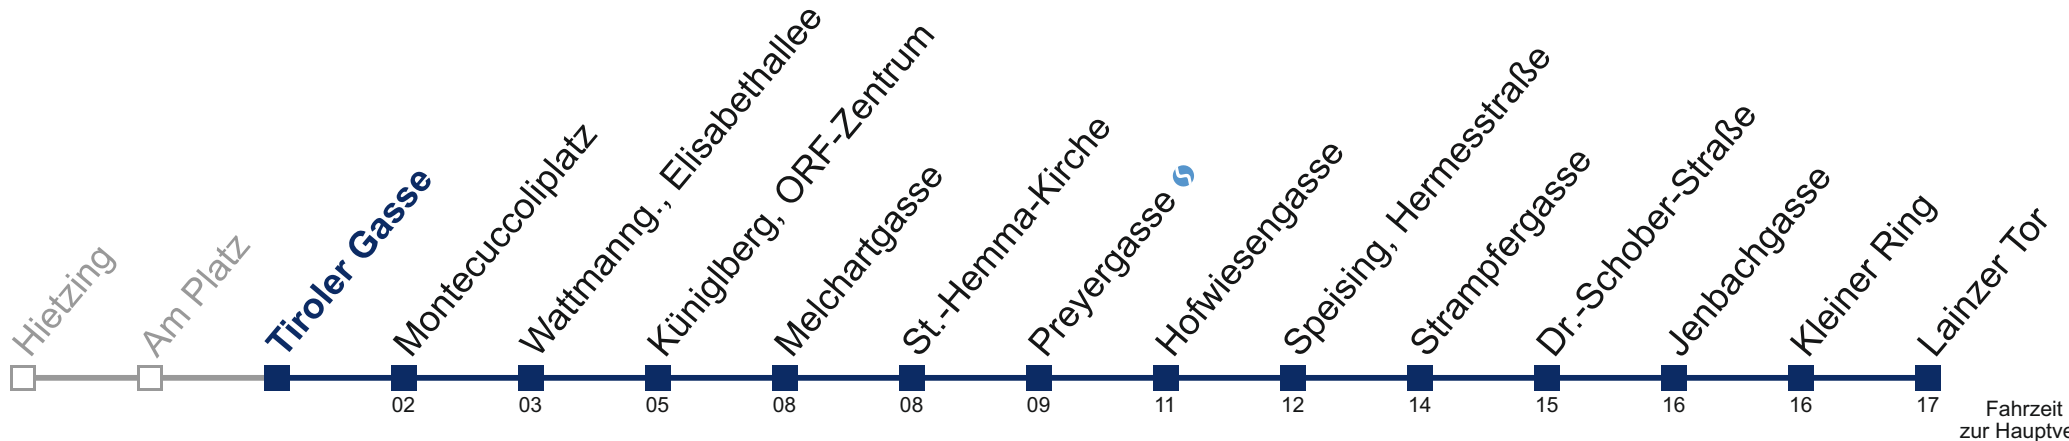 Hietzing
Am Platz
Tiroler Gasse
Montecuccoliplatz
Wattmanng., Elisabethallee
Küniglberg, ORF-Zentrum
Melchartgasse
St.-Hemma-Kirche
Preyergasse
Hofwiesengasse
Speising, Hermesstraße
Strampfergasse
Dr.-Schober-Straße
Jenbachgasse
Kleiner Ring
Lainzer Tor
02 03 05 08 08 09 11 12 14 15 16 16 17
Fahrzeit
zur Hauptve